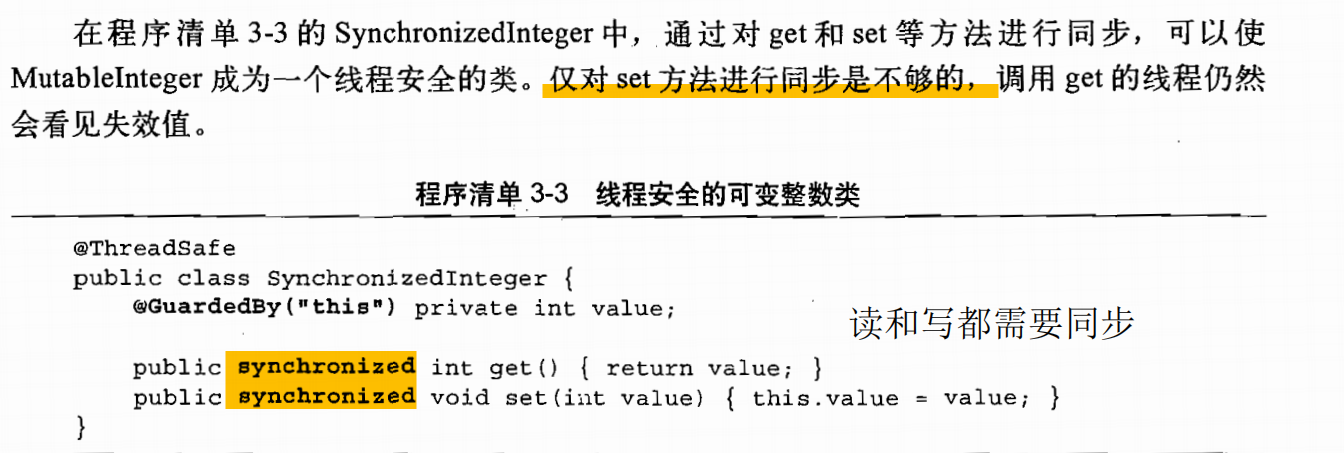 在程序清单 3-3 的 SynchronizedInteger 中，通过对 get 和 set 等方法进行同步，可以使
MutableInteger 成为一个线程安全的类。仅对 set 方法进行同步是不够的，调用 get 的线程仍然
会看见失效值。
程序清单 3-3 线程安全的可变整数类
@ThreadSafe
public class SynchronizedInteger {
@GuardedBy("this") private int value;
读和写都需要同步
public synchronized int get() { return value; }
public synchronized void set(int value) { this.value = value; }
}